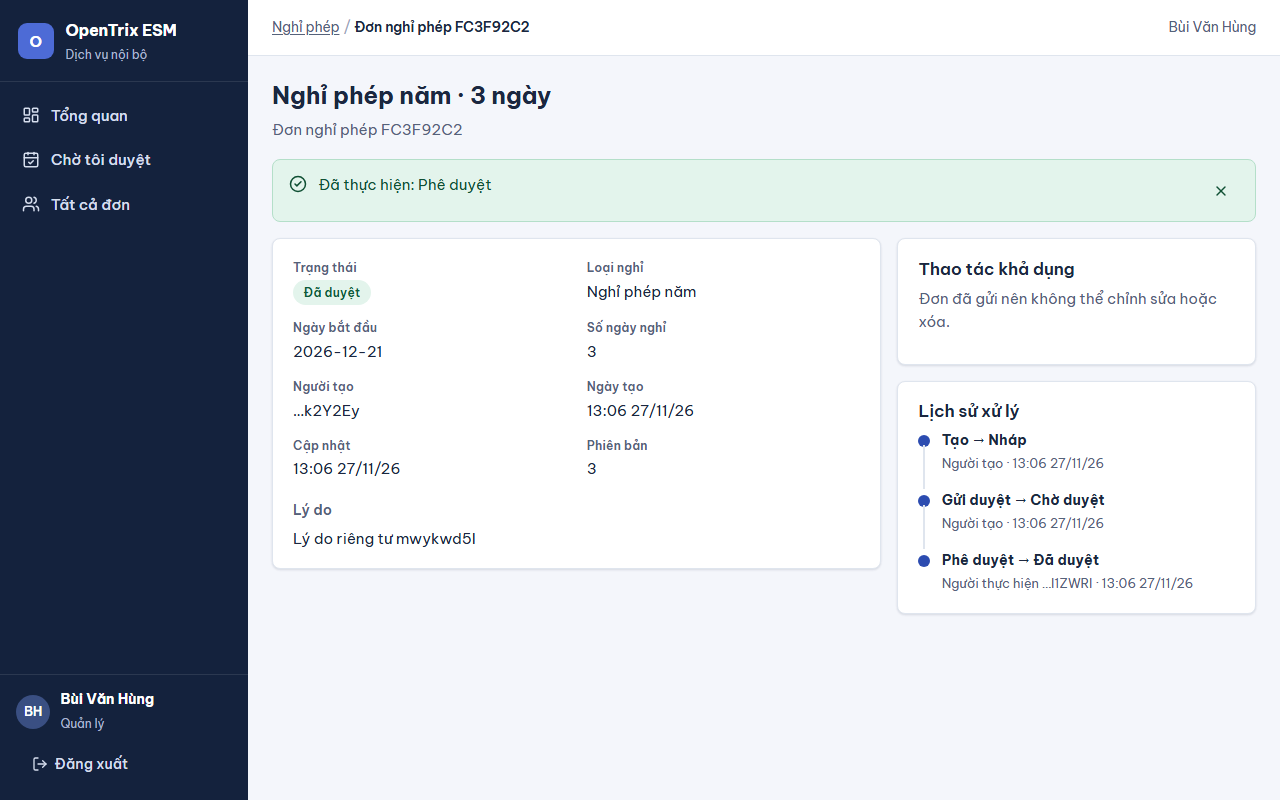 O
OpenTrix ESM
Dịch vụ nội bộ
Tổng quan
Chờ tôi duyệt
Tất cả đơn
BH
Bùi Văn Hùng
Quản lý
Đăng xuất
Nghỉ phép / Đơn nghỉ phép FC3F92C2
Bùi Văn Hùng
Nghỉ phép năm · 3 ngày
Đơn nghỉ phép FC3F92C2
Đã thực hiện: Phê duyệt
Trạng thái
Đã duyệt
Loại nghỉ
Nghỉ phép năm
Ngày bắt đầu
2026-12-21
Số ngày nghỉ
3
Người tạo
…k2Y2Ey
Ngày tạo
13:06 27/11/26
Cập nhật
13:06 27/11/26
Phiên bản
3
Lý do
Lý do riêng tư mwykwd5l
Thao tác khả dụng
Đơn đã gửi nên không thể chỉnh sửa hoặc
xóa.
Lịch sử xử lý
Tạo → Nháp
Người tạo · 13:06 27/11/26
Gửi duyệt → Chờ duyệt
Người tạo · 13:06 27/11/26
Phê duyệt → Đã duyệt
Người thực hiện …l1ZWRl · 13:06 27/11/26